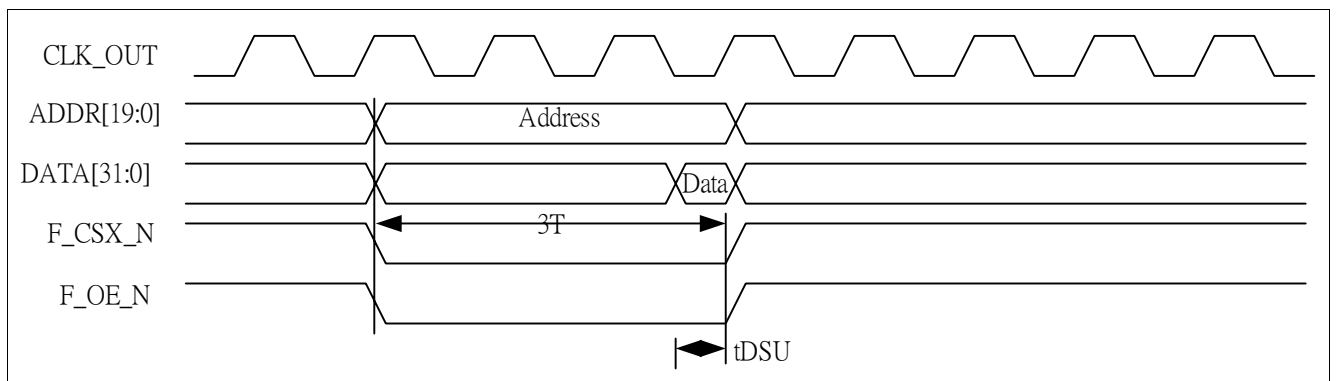 CLK_OUT
ADDR[19:0]
Address
DATA[31:0]
Data
F_CSX_N
3T
F_OE_N
tDSU